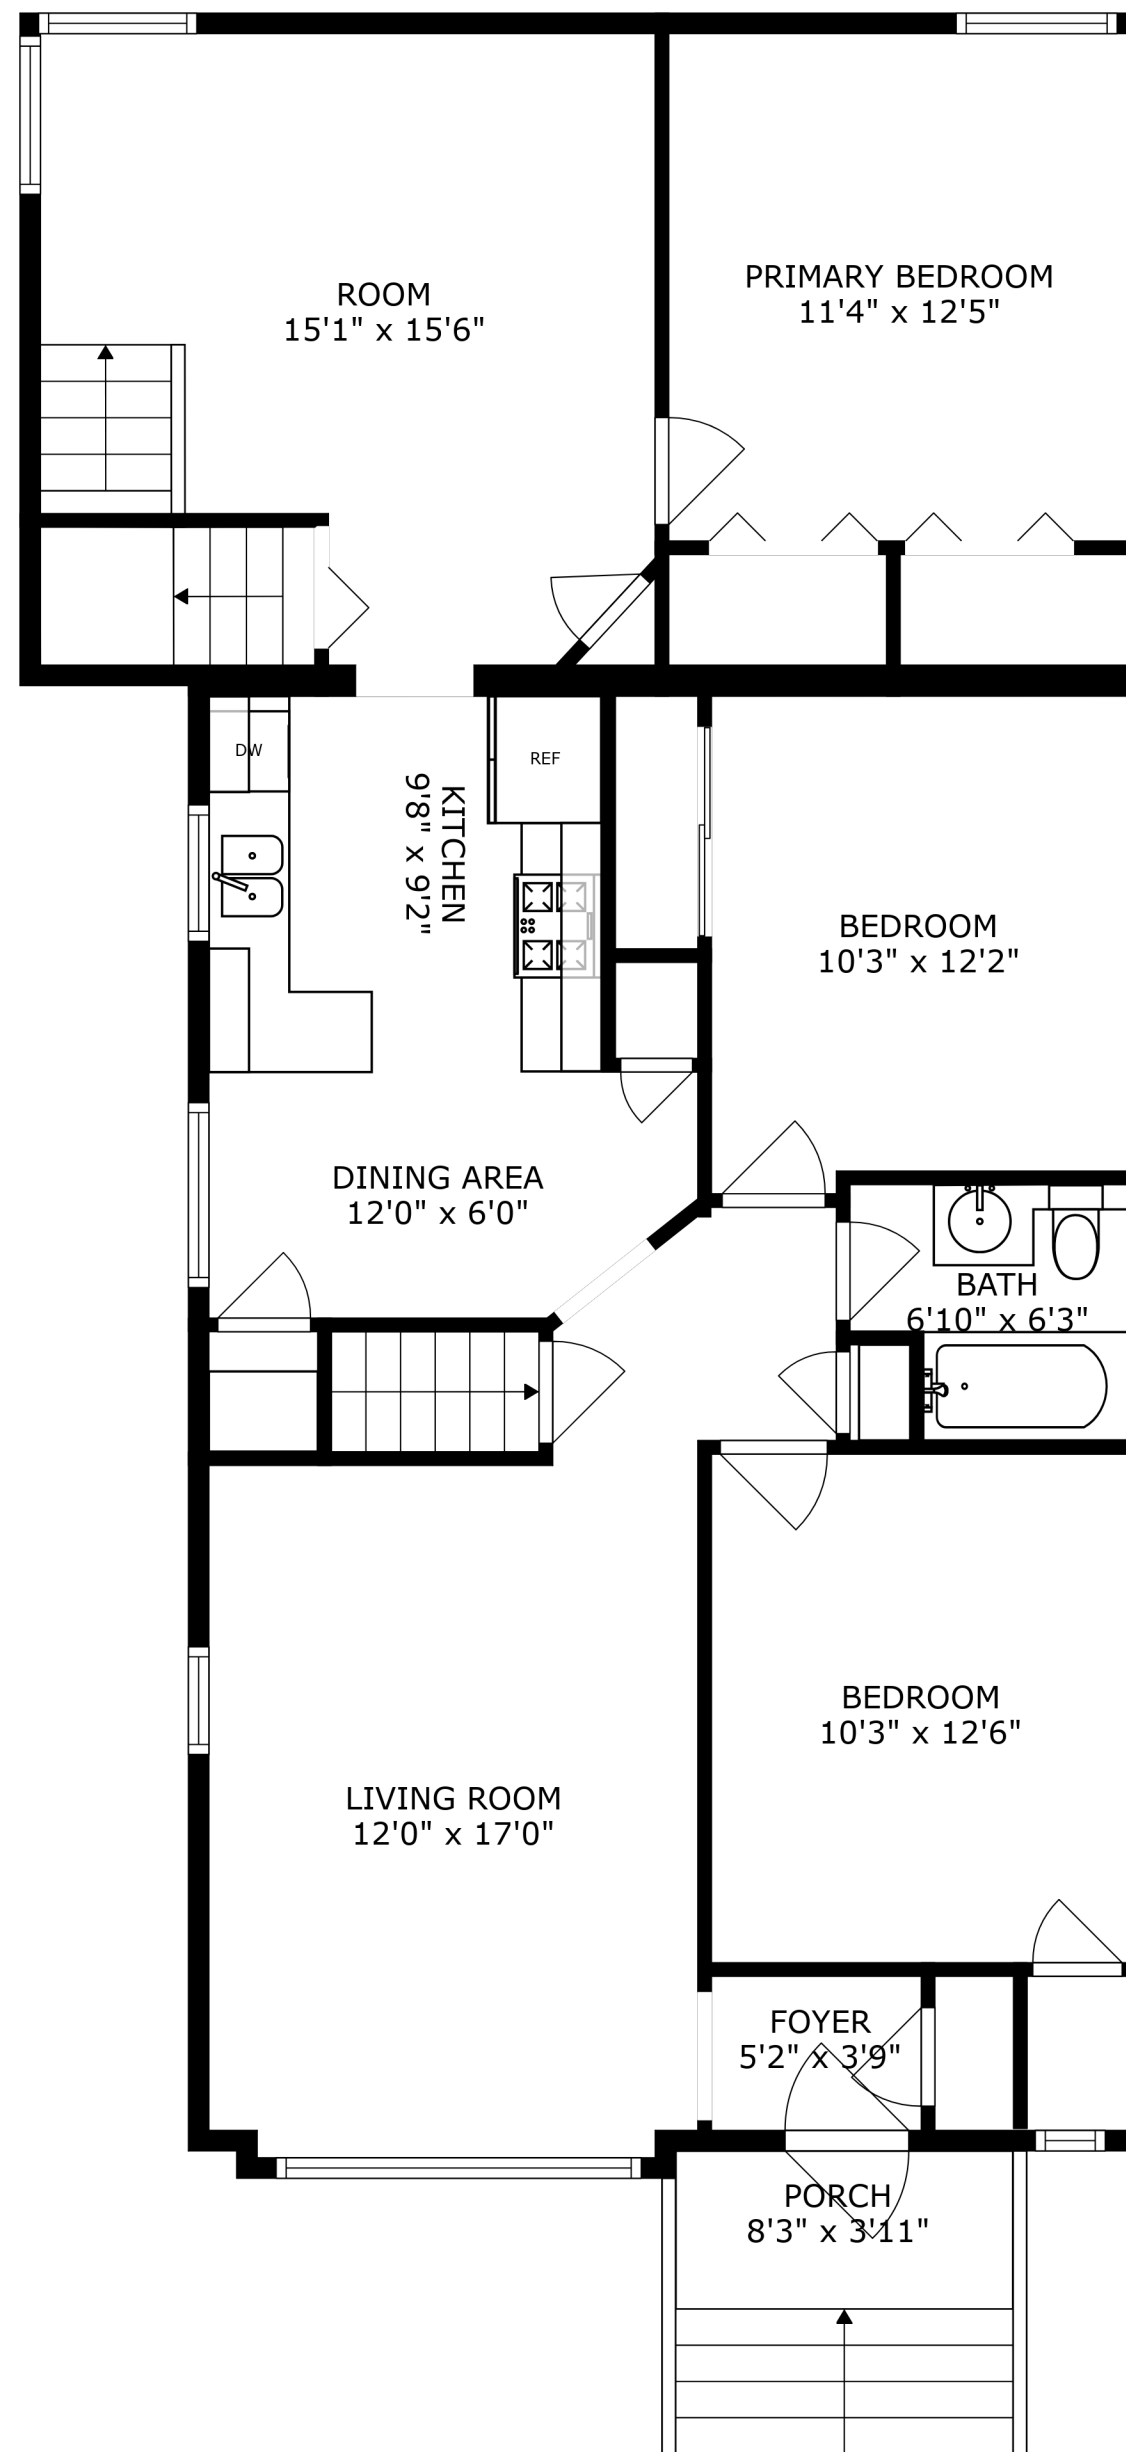 PRIMARY BEDROOM
11'4" x 12'5"
ROOM
15'1" x 15'6"
DW
REF
KITCHEN
9'8" x 9'2"
BEDROOM
10'3" x 12'2"
DINING AREA
12'0" x 6'0"
BATH
6'10" x 6'3"
BEDROOM
10'3" x 12'6"
LIVING ROOM
12'0" x 17'0"
FOYER
5'2" x 3'9"
PORCH
8'3" x 3'11"